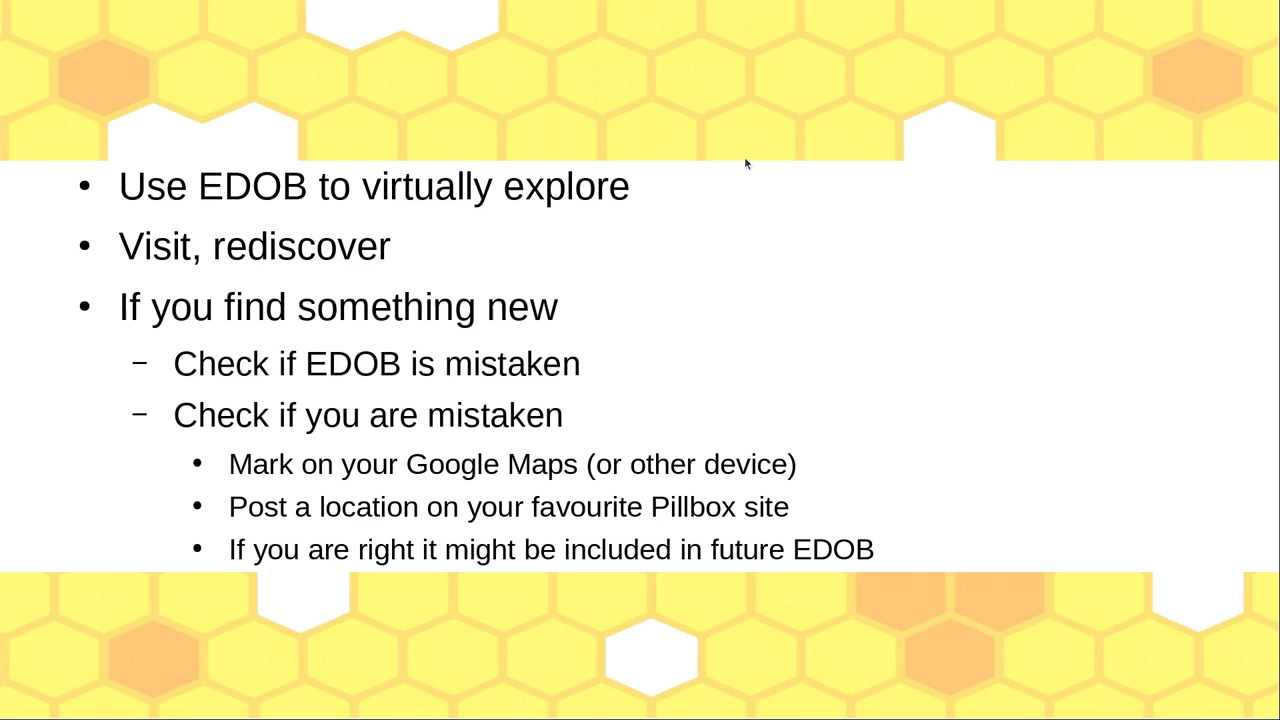 • Use EDOB to virtually explore
• Visit, rediscover
• If you find something new
– Check if EDOB is mistaken
– Check if you are mistaken
• Mark on your Google Maps (or other device)
• Post a location on your favourite Pillbox site
• If you are right it might be included in future EDOB